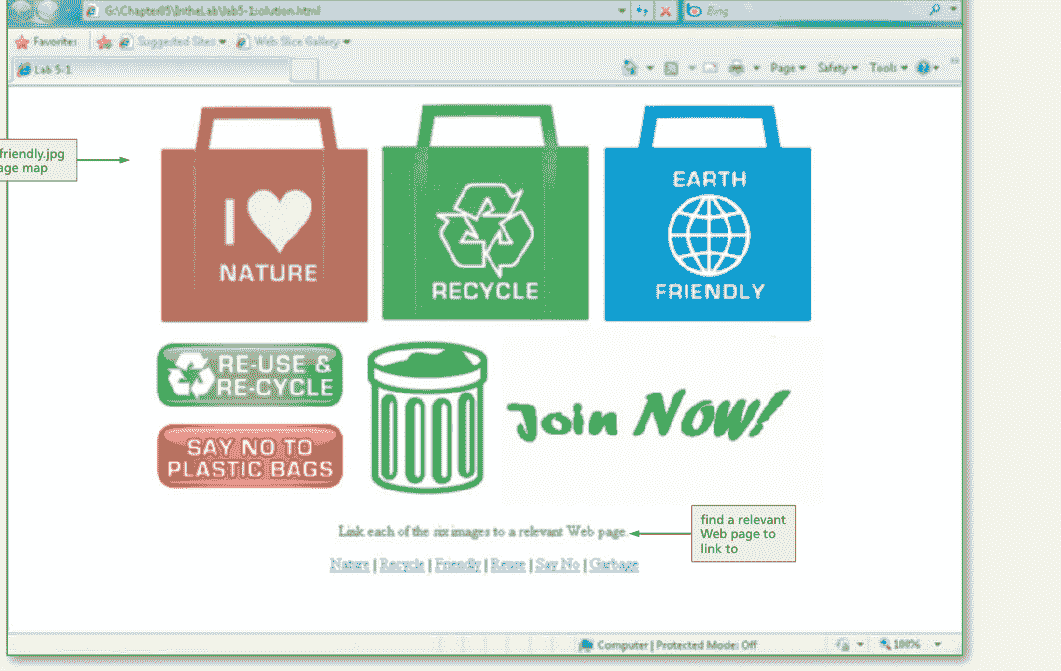 G:\Chapter05\IntheLab\lab5-1solution.html
Bing
Favorites
Suggested Sites
Web Slice Gallery
Lab 5-1
Page
Safety
Tools
friendly.jpg
age map
I
NATURE
RECYCLE
EARTH
FRIENDLY
RE-USE &
RE-CYCLE
SAY NO TO
PLASTIC BAGS
Join Now!
Link each of the six images to a relevant Web page.
find a relevant
Web page to
link to
Nature | Recycle | Friendly | Reuse | Say No | Garbage
Computer | Protected Mode: Off
100%